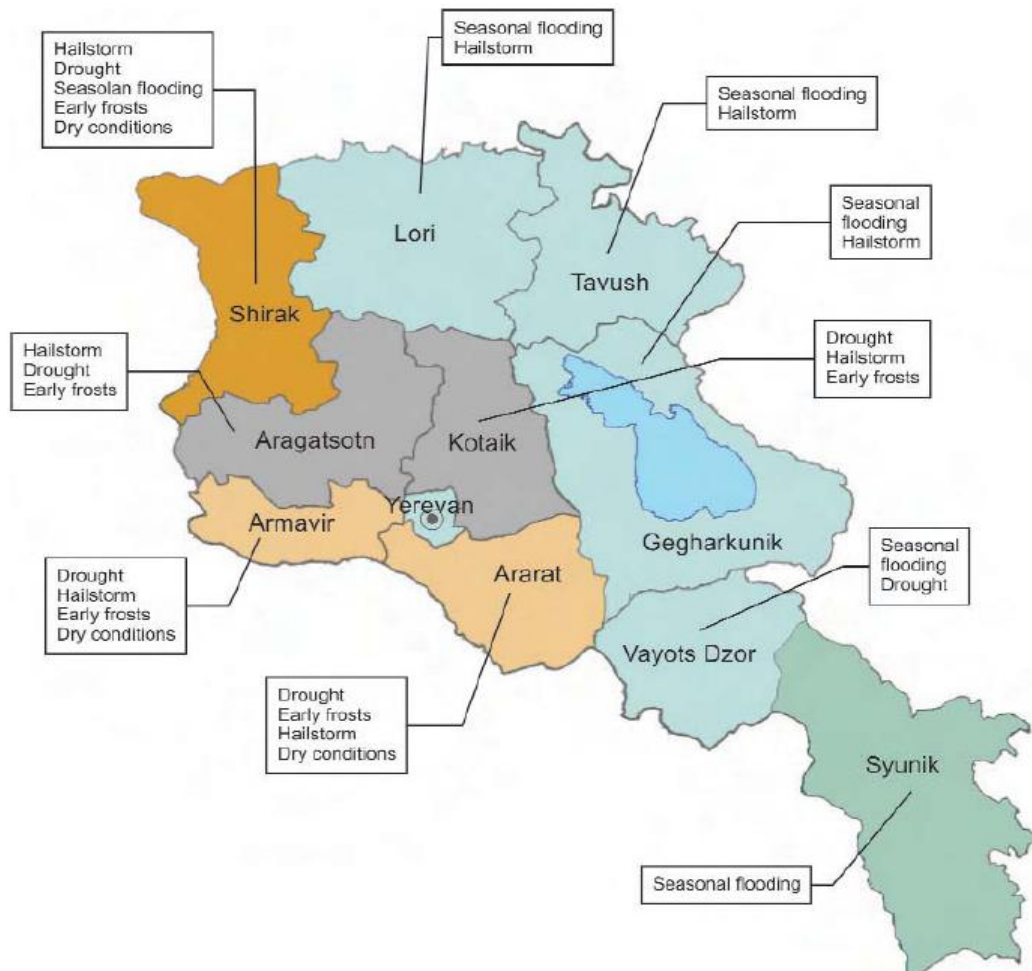 Seasonal flooding
Hailstorm
Hailstorm
Drought
Seasolan flooding
Early frosts
Dry conditions
Seasonal flooding
Hailstorm
Seasonal
flooding
Hailstorm
Lori
Tavush
Shirak
Hailstorm
Drought
Early frosts
Drought
Hailstorm
Early frosts
Aragatsotn
Kotaik
Yerevan
Armavir
Gegharkunik
Ararat
Seasonal
flooding
Drought
Drought
Hailstorm
Early frosts
Dry conditions
Vayots Dzor
Drought
Early frosts
Hailstorm
Dry conditions
Syunik
Seasonal flooding